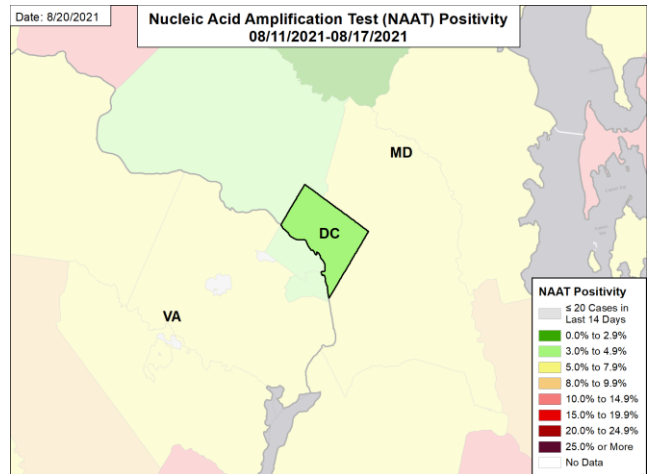 Date: 8/20/2021
Nucleic Acid Amplification Test (NAAT) Positivity
08/11/2021-08/17/2021
MD
DC
VA
NAAT Positivity
≤ 20 Cases in
Last 14 Days
0.0% to 2.9%
3.0% to 4.9%
5.0% to 7.9%
8.0% to 9.9%
10.0% to 14.9%
15.0% to 19.9%
20.0% to 24.9%
25.0% or More
No Data